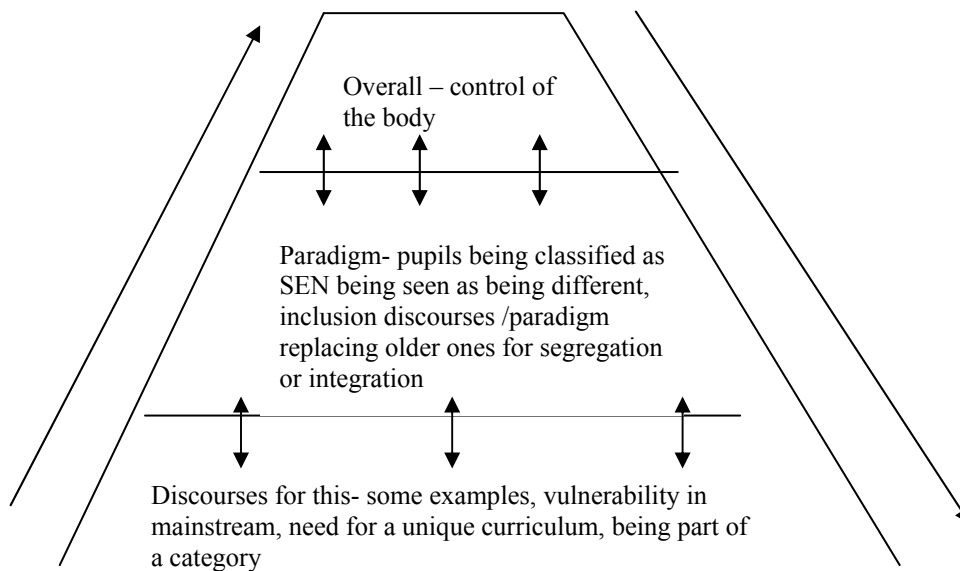 Overall – control of
the body
Paradigm- pupils being classified as
SEN being seen as being different,
inclusion discourses /paradigm
replacing older ones for segregation
or integration
Discourses for this- some examples, vulnerability in
mainstream, need for a unique curriculum, being part of
a category